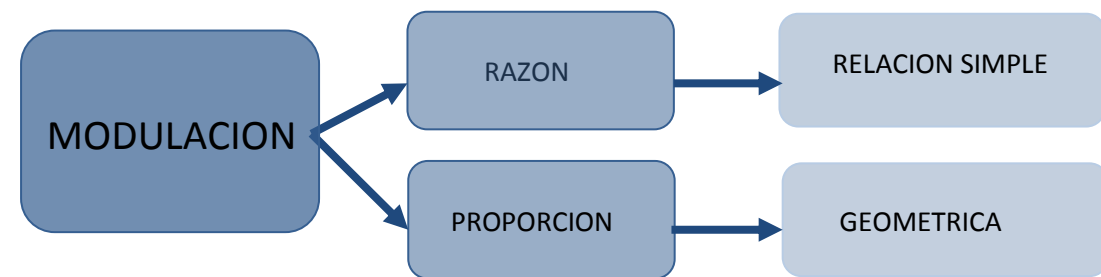 MODULACION
RAZON
RELACION SIMPLE
PROPORCION
GEOMETRICA